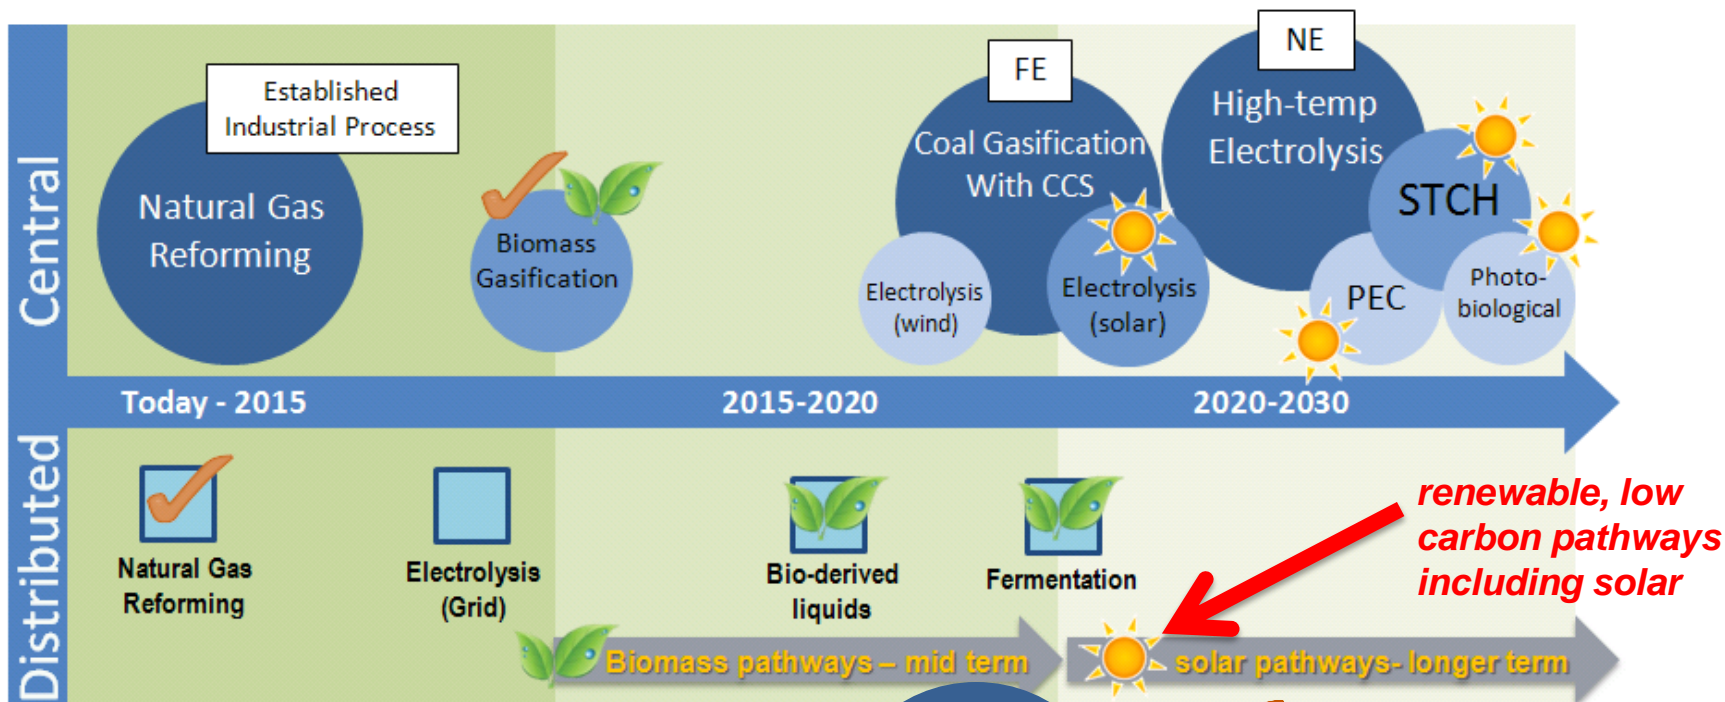 Central
Established
Industrial Process
Natural Gas
Reforming
Biomass
Gasification
FE
Coal Gasification
With CCS
Electrolysis
(wind)
Electrolysis
(solar)
NE
High-temp
Electrolysis
STCH
PEC
Photo-
biological
Today - 2015
2015-2020
2020-2030
Distributed
Natural Gas
Reforming
Electrolysis
(Grid)
Bio-derived
liquids
Fermentation
renewable, low
carbon pathways
including solar
Biomass pathways – mid term
solar pathways- longer term